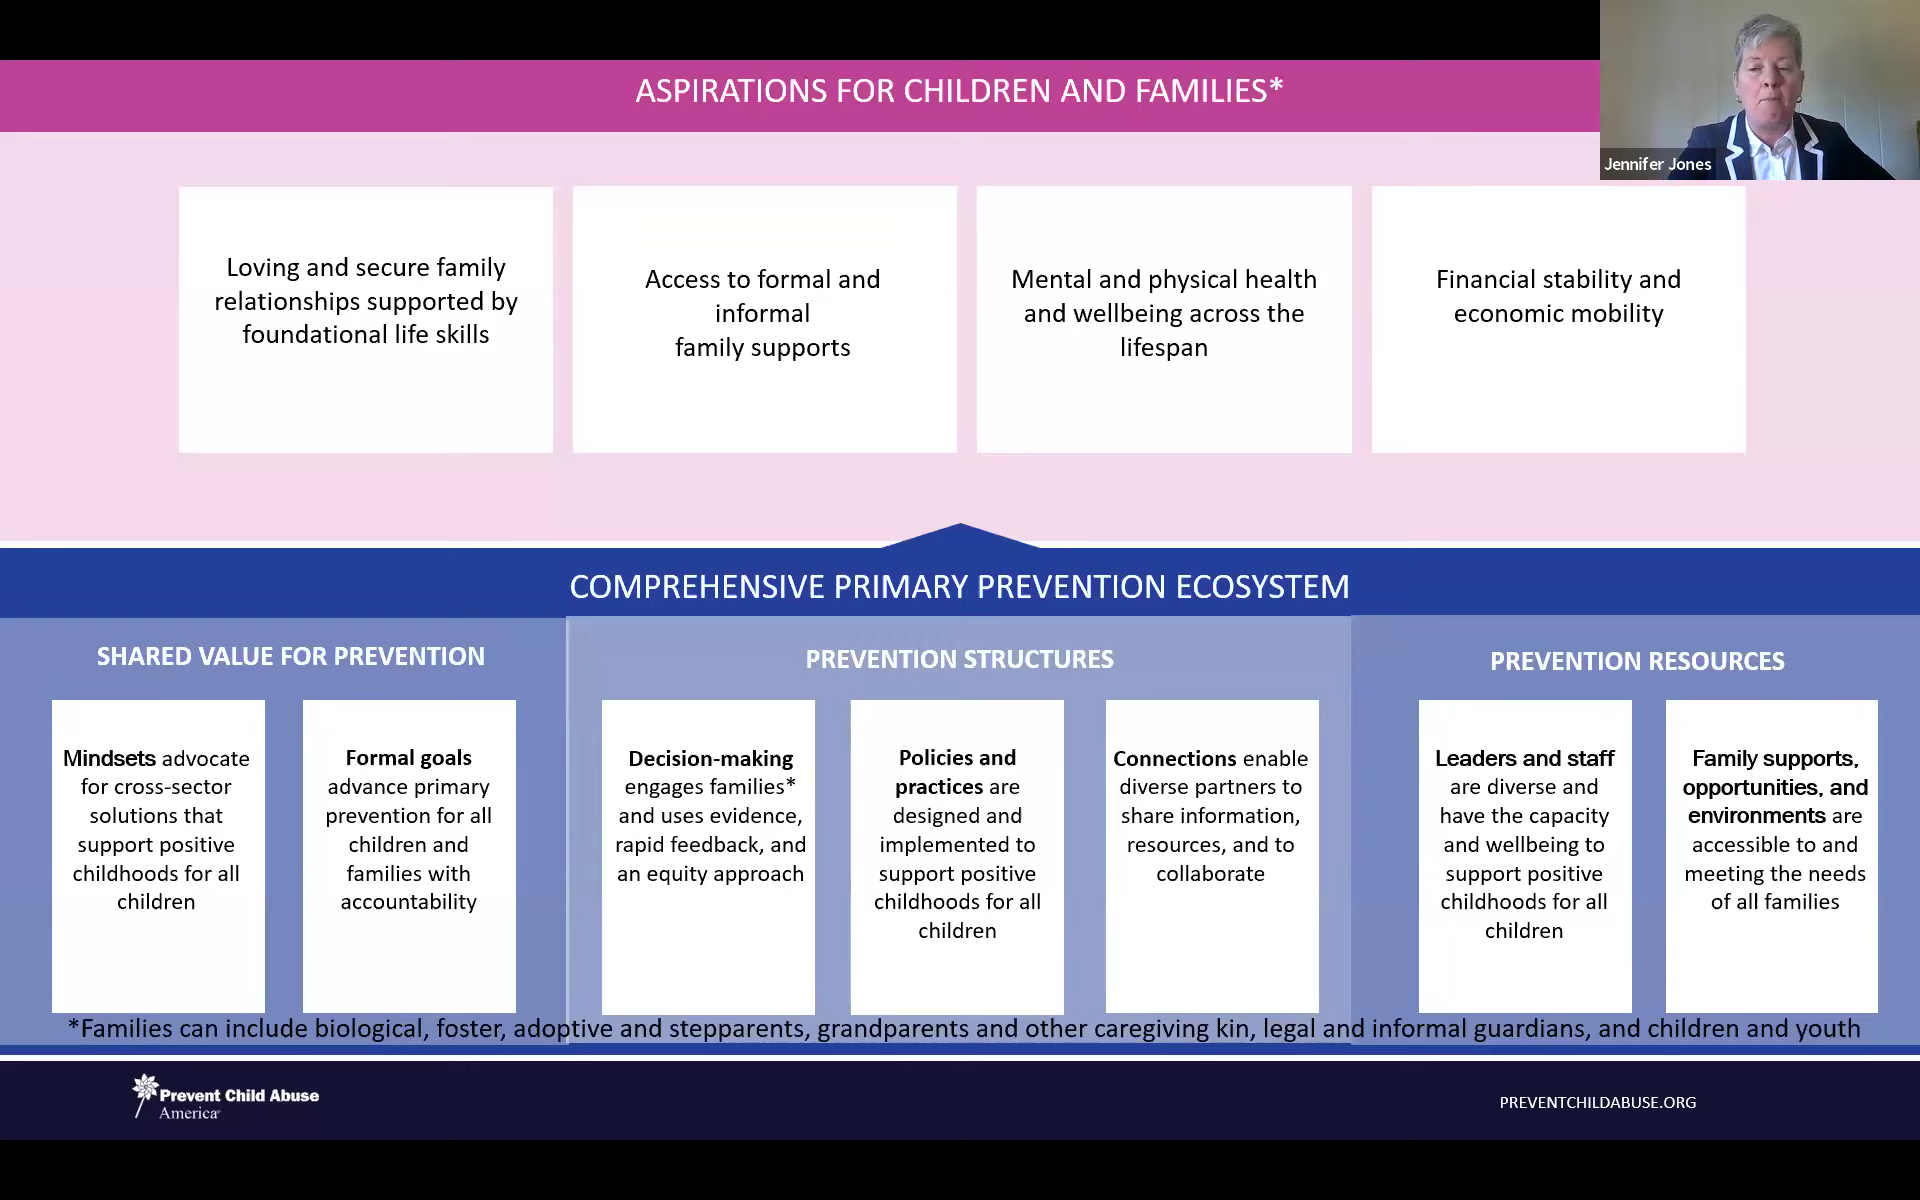 ASPIRATIONS FOR CHILDREN AND FAMILIES*
Jennifer Jones
Loving and secure family
relationships supported by
foundational life skills
Access to formal and
informal
family supports
Mental and physical health
and wellbeing across the
lifespan
Financial stability and
economic mobility
COMPREHENSIVE PRIMARY PREVENTION ECOSYSTEM
SHARED VALUE FOR PREVENTION
Mindsets advocate
for cross-sector
solutions that
support positive
childhoods for all
children
Formal goals
advance primary
prevention for all
children and
families with
accountability
PREVENTION STRUCTURES
Decision-making
engages families*
and uses evidence,
rapid feedback, and
an equity approach
Policies and
practices are
designed and
implemented to
support positive
childhoods for all
children
Connections enable
diverse partners to
share information,
resources, and to
collaborate
PREVENTION RESOURCES
Leaders and staff
are diverse and
have the capacity
and wellbeing to
support positive
childhoods for all
children
Family supports,
opportunities, and
environments are
accessible to and
meeting the needs
of all families
*Families can include biological, foster, adoptive and stepparents, grandparents and other caregiving kin, legal and informal guardians, and children and youth
Prevent Child Abuse
America
PREVENTCHILDABUSE.ORG